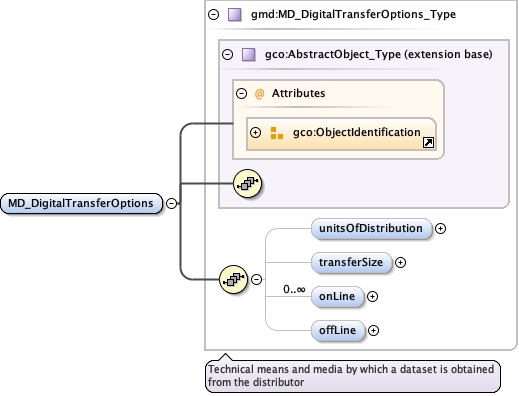 gmd:MD_DigitalTransferOptions_Type
gco:AbstractObject_Type (extension base)
@ Attributes
gco:ObjectIdentification
MD_DigitalTransferOptions
unitsOfDistribution
transferSize
0..∞
onLine
offLine
Technical means and media by which a dataset is obtained
from the distributor